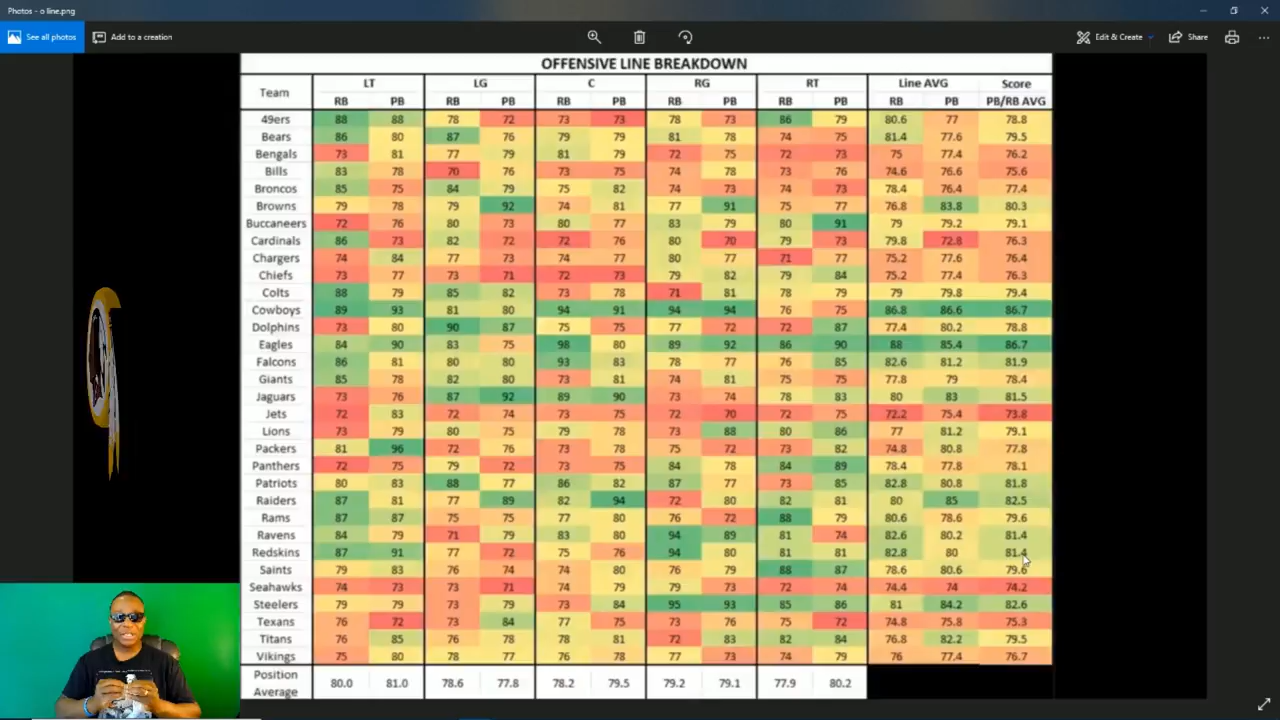 Photos - o line.png
See all photos
Add to a creation
Edit & Create
Share
OFFENSIVE LINE BREAKDOWN
Team LT LG C RG RT Line AVG Score
RB PB RB PB RB PB RB PB RB PB RB PB PB/RB AVG
49ers 88 88 78 72 73 73 78 73 86 79 80.6 77 78.8
Bears 86 80 87 76 79 79 81 78 74 75 81.4 77.6 79.5
Bengals 73 81 77 79 81 79 72 75 72 73 75 77.4 76.2
Bills 83 78 70 76 73 75 74 78 73 76 74.6 76.6 75.6
Broncos 85 75 84 79 75 82 74 73 74 73 78.4 76.4 77.4
Browns 79 78 79 92 74 81 77 91 75 77 76.8 83.8 80.3
Buccaneers 72 76 80 73 80 77 83 79 80 91 79 79.2 79.1
Cardinals 86 73 82 72 72 76 80 70 79 73 79.8 72.8 76.3
Chargers 74 84 77 73 74 77 80 77 71 77 75.2 77.6 76.4
Chiefs 73 77 73 71 72 73 79 82 79 84 75.2 77.4 76.3
Colts 88 79 85 82 73 78 71 81 78 79 79 79.8 79.4
Cowboys 89 93 81 80 94 91 94 94 76 75 86.8 86.6 86.7
Dolphins 73 80 90 87 75 75 77 72 72 87 77.4 80.2 78.8
Eagles 84 90 83 75 98 80 89 92 86 90 88 85.4 86.7
Falcons 86 81 80 80 93 83 78 77 76 85 82.6 81.2 81.9
Giants 85 78 82 80 73 81 74 81 75 75 77.8 79 78.4
Jaguars 73 76 87 92 89 90 73 74 78 83 80 83 81.5
Jets 72 83 72 74 73 75 72 70 72 75 72.2 75.4 73.8
Lions 73 79 80 75 79 78 73 88 80 86 77 81.2 79.1
Packers 81 96 72 76 73 78 75 72 73 82 74.8 80.8 77.8
Panthers 72 75 79 72 73 75 84 78 84 89 78.4 77.8 78.1
Patriots 80 83 88 77 86 82 87 77 73 85 82.8 80.8 81.8
Raiders 87 81 77 89 82 94 72 80 82 81 80 85 82.5
Rams 87 87 75 75 77 80 76 72 88 79 80.6 78.6 79.6
Ravens 84 79 71 79 83 80 94 89 81 74 82.6 80.2 81.4
Redskins 87 91 77 72 75 76 94 80 81 81 82.8 80 81.4
Saints 79 83 76 74 74 80 76 79 88 87 78.6 80.6 79.6
Seahawks 74 73 73 71 74 79 79 73 72 74 74.4 74 74.2
Steelers 79 79 73 79 73 84 95 93 85 86 81 84.2 82.6
Texans 76 72 73 84 77 75 73 76 75 72 74.8 75.8 75.3
Titans 76 85 76 78 78 81 72 83 82 84 76.8 82.2 79.5
Vikings 75 80 78 77 76 78 77 73 74 79 76 77.4 76.7
Position Average 80.0 81.0 78.6 77.8 78.2 79.5 79.2 79.1 77.9 80.2